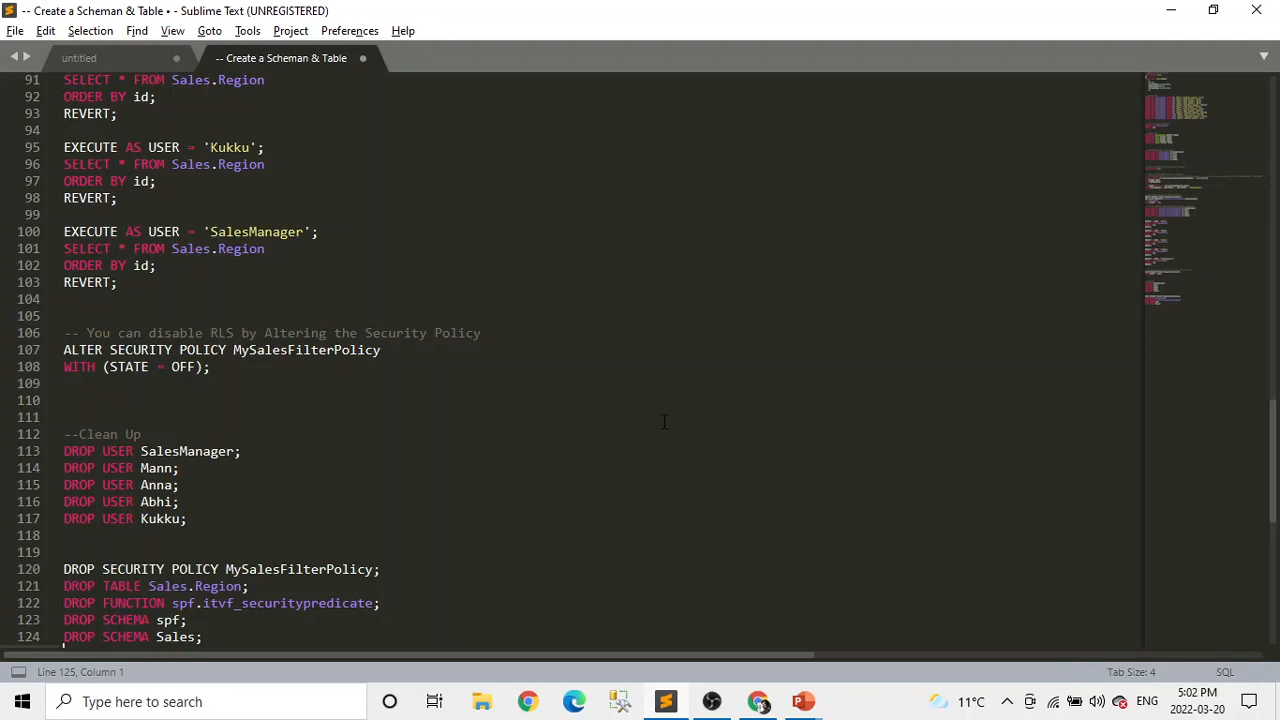 -- Create a Scheman & Table • - Sublime Text (UNREGISTERED)
File Edit Selection Find View Goto Tools Project Preferences Help
untitled -- Create a Scheman & Table
91 SELECT * FROM Sales.Region
92 ORDER BY id;
93 REVERT;
94
95 EXECUTE AS USER = 'Kukku';
96 SELECT * FROM Sales.Region
97 ORDER BY id;
98 REVERT;
99
100 EXECUTE AS USER = 'SalesManager';
101 SELECT * FROM Sales.Region
102 ORDER BY id;
103 REVERT;
104
105
106 -- You can disable RLS by Altering the Security Policy
107 ALTER SECURITY POLICY MySalesFilterPolicy
108 WITH (STATE = OFF);
109
110
111
112 --Clean Up
113 DROP USER SalesManager;
114 DROP USER Mann;
115 DROP USER Anna;
116 DROP USER Abhi;
117 DROP USER Kukku;
118
119
120 DROP SECURITY POLICY MySalesFilterPolicy;
121 DROP TABLE Sales.Region;
122 DROP FUNCTION spf.itvf_securitypredicate;
123 DROP SCHEMA spf;
124 DROP SCHEMA Sales;
Line 125, Column 1 Tab Size: 4 SQL
Type here to search 11°C ENG 5:02 PM
2022-03-20